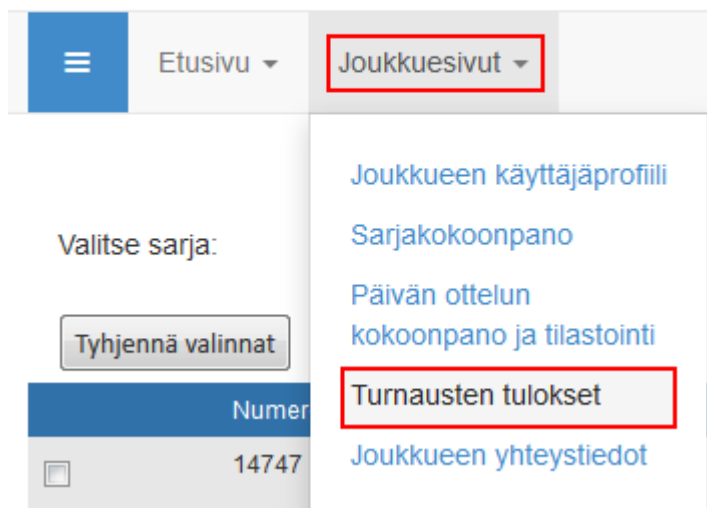 Etusivu
Joukkuesivut
Joukkueen käyttäjäprofiili
Valitse sarja:
Sarjakokoonpano
Päivän ottelun
kokoonpano ja tilastointi
Tyhjennä valinnat
Turnausten tulokset
Numer
14747
Joukkueen yhteystiedot